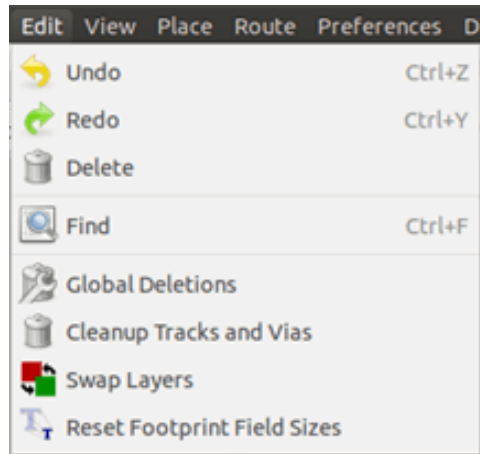 Edit View Place Route Preferences D
Undo Ctrl+Z
Redo Ctrl+Y
Delete
Find Ctrl+F
Global Deletions
Cleanup Tracks and Vias
Swap Layers
Reset Footprint Field Sizes